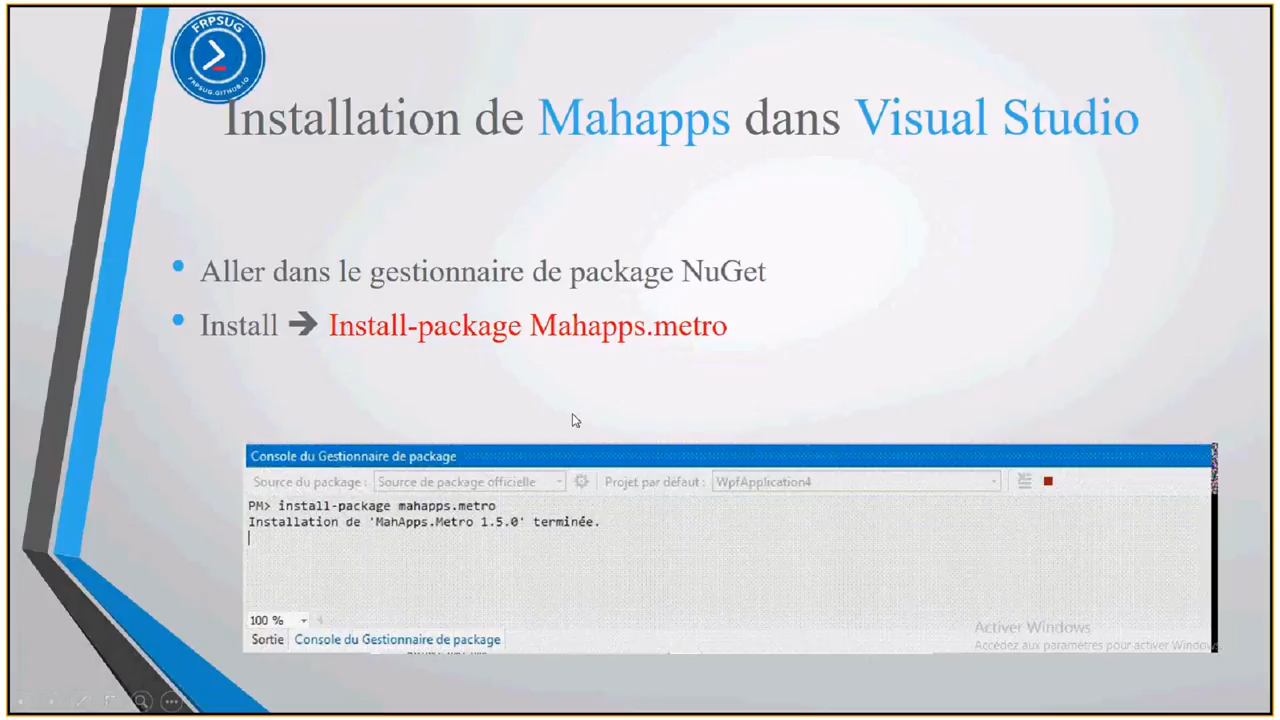 FRPSUG
FRPSUG.GITHUB.IO
Installation de Mahapps dans Visual Studio
• Aller dans le gestionnaire de package NuGet
• Install ➔ Install-package Mahapps.metro
Console du Gestionnaire de package
Source du package : Source de package officielle Projet par défaut : WpfApplication4
PM> install-package mahapps.metro
Installation de 'MahApps.Metro 1.5.0' terminée.
100 %
Sortie Console du Gestionnaire de package
Activer Windows
Accédez aux paramètres pour activer Windows.